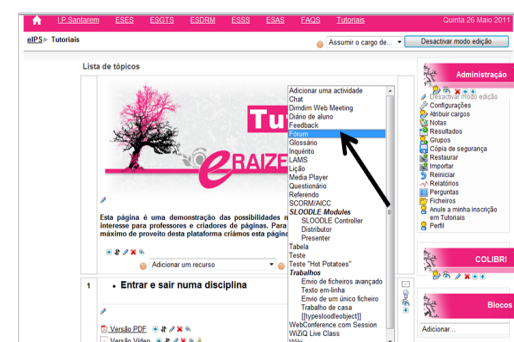 I.P.Santarem ESES ESGTS ESDRM ESSS ESAS FAQS Tutoriais Quinta 26 Maio 2011
eIPS ► Tutoriais
Assumir o cargo de...
Desactivar modo edição
Lista de tópicos
Tu
eRAIZE
Esta página é uma demonstração das possibilidades
interesse para professores e criadores de páginas. Para
máximo de proveito desta plataforma criámos esta págin
Adicionar um recurso
1
• Entrar e sair numa disciplina
Versão PDF
Versão Vídeo
Adicionar uma actividade
Chat
Dimdim Web Meeting
Diário de aluno
Feedback
Fórum
Glossário
Inquérito
LAMS
Lição
Media Player
Questionário
Referendo
SCORM/AICC
SLOODLE Modules
SLOODLE Controller
Distributor
Presenter
Tabela
Teste
Teste "Hot Potatoes"
Trabalhos
Envio de ficheiros avançado
Texto em-linha
Envio de um único ficheiro
Trabalho de casa
[[typesloodleobject]]
WebConference.com Session
WiZiQ Live Class
Wiki
Administração
Desactivar modo edição
Configurações
Atribuir cargos
Notas
Resultados
Grupos
Cópia de segurança
Restaurar
Importar
Reiniciar
Relatórios
Perguntas
Ficheiros
Anule a minha inscrição
em Tutoriais
Perfil
COLIBRI
Blocos
Adicionar...